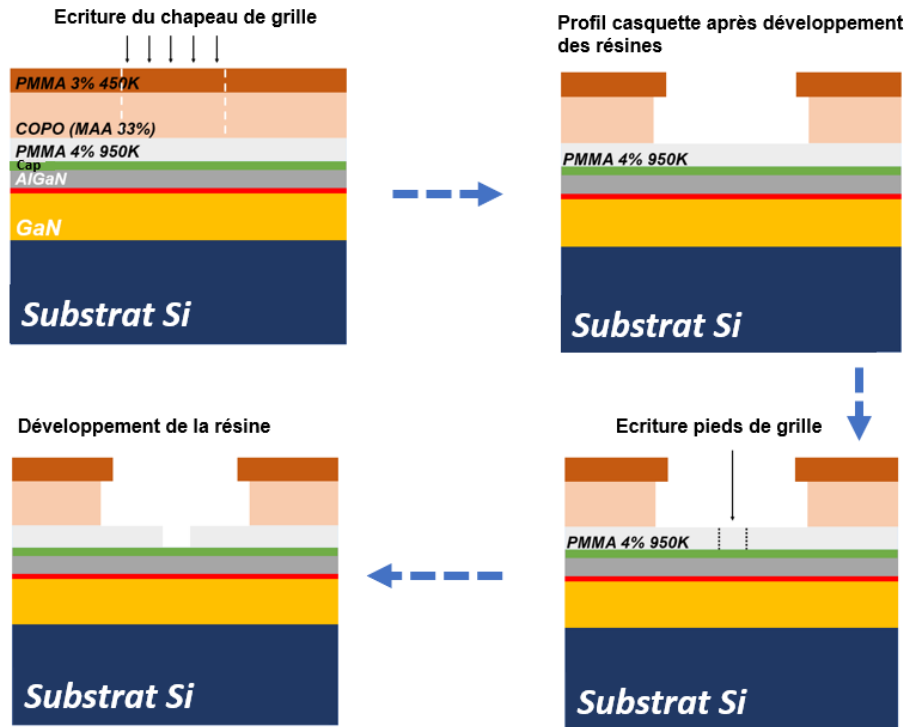 Ecriture du chapeau de grille
PMMA 3% 450K
COPO (MAA 33%)
PMMA 4% 950K
Cap
AlGaN
GaN
Substrat Si
Profil casquette après développement
des résines
PMMA 4% 950K
Substrat Si
Développement de la résine
Substrat Si
Ecriture pieds de grille
PMMA 4% 950K
Substrat Si